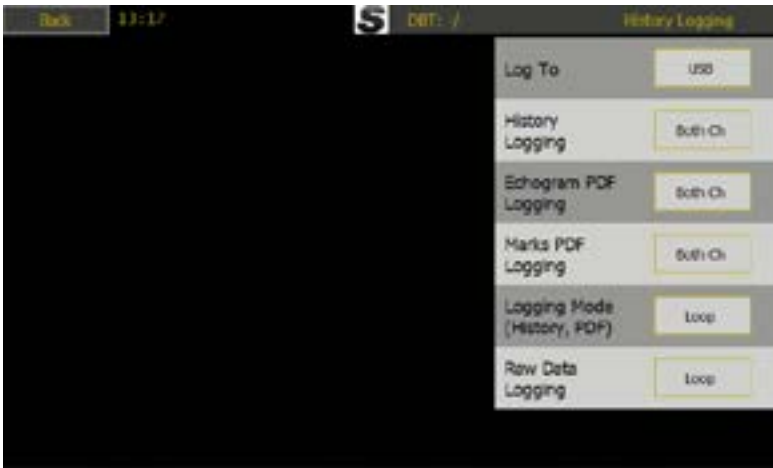 Back
13:17
S
DBT: /
History Logging
Log To
USB
History
Logging
Both Ch
Echogram PDF
Logging
Both Ch
Marks PDF
Logging
Both Ch
Logging Mode
(History, PDF)
Loop
Raw Data
Logging
Loop